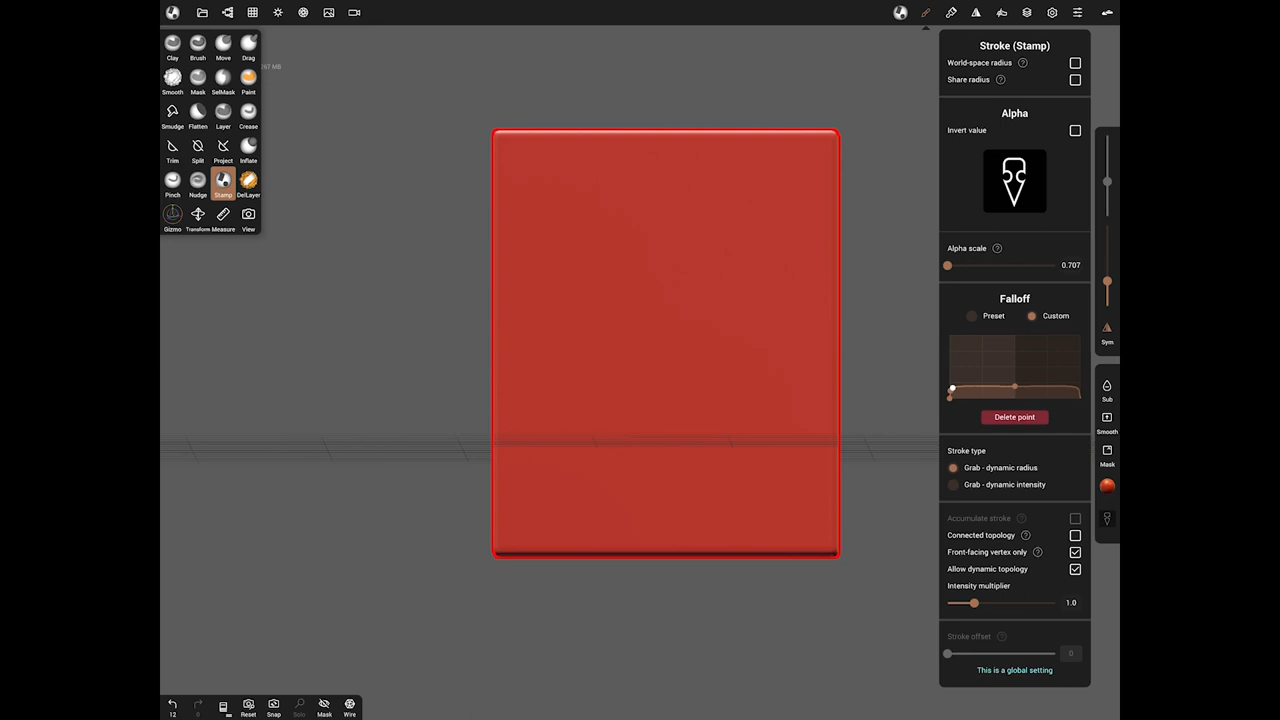 Clay Brush Move Drag
267 MB
Smooth Mask SelMask Paint
Smudge Flatten Layer Crease
Trim Split Project Inflate
Pinch Nudge Stamp DelLayer
Gizmo Transform Measure View
Stroke (Stamp)
World-space radius ?
Share radius ?
Alpha
Invert value
Alpha scale ?
0.707
Falloff
Preset Custom
Delete point
Stroke type
Grab - dynamic radius
Grab - dynamic intensity
Accumulate stroke ?
Connected topology ?
Front-facing vertex only ?
Allow dynamic topology
Intensity multiplier
1.0
Stroke offset ?
0
This is a global setting
Sym
Sub
Smooth
Mask
12 0 Reset Snap Solo Mask Wire